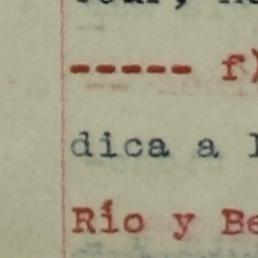 ----- f)
dica a
Río y Be